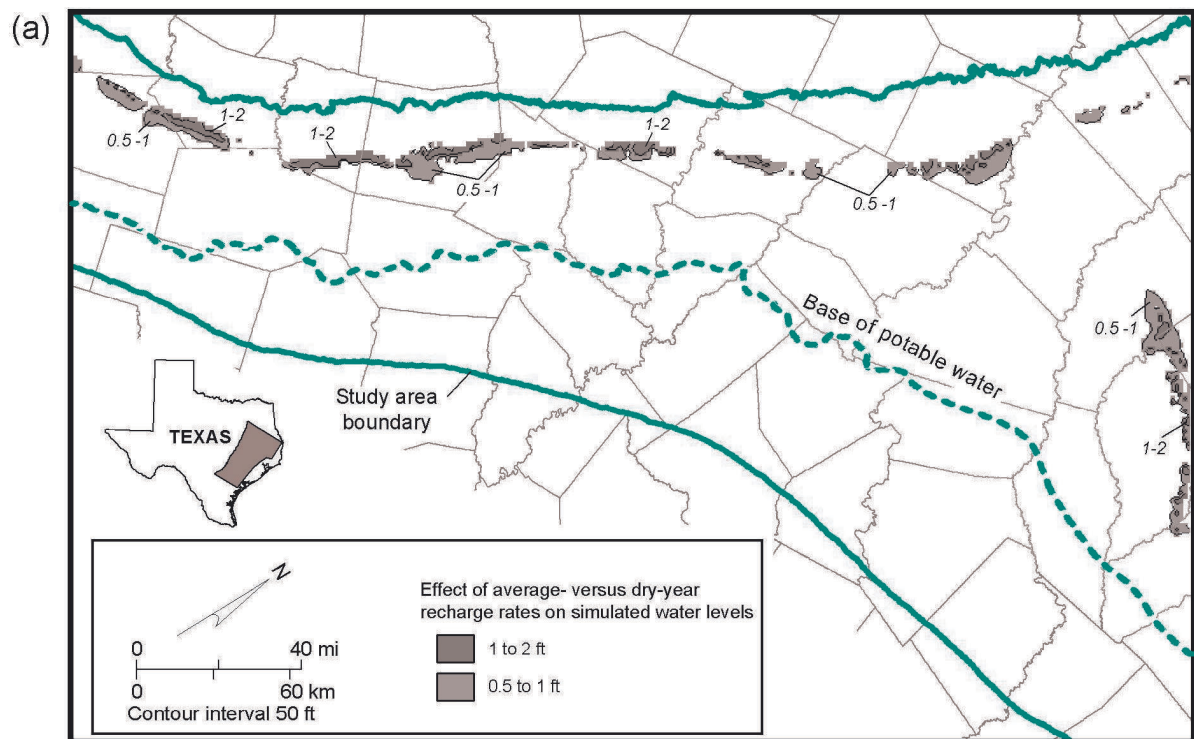 (a)
1-2
0.5 -1
1-2
0.5 -1
1-2
0.5 -1
0.5 -1
1-2
Base of potable water
Study area
boundary
TEXAS
N
0 40 mi
0 60 km
Contour interval 50 ft
Effect of average- versus dry-year
recharge rates on simulated water levels
1 to 2 ft
0.5 to 1 ft